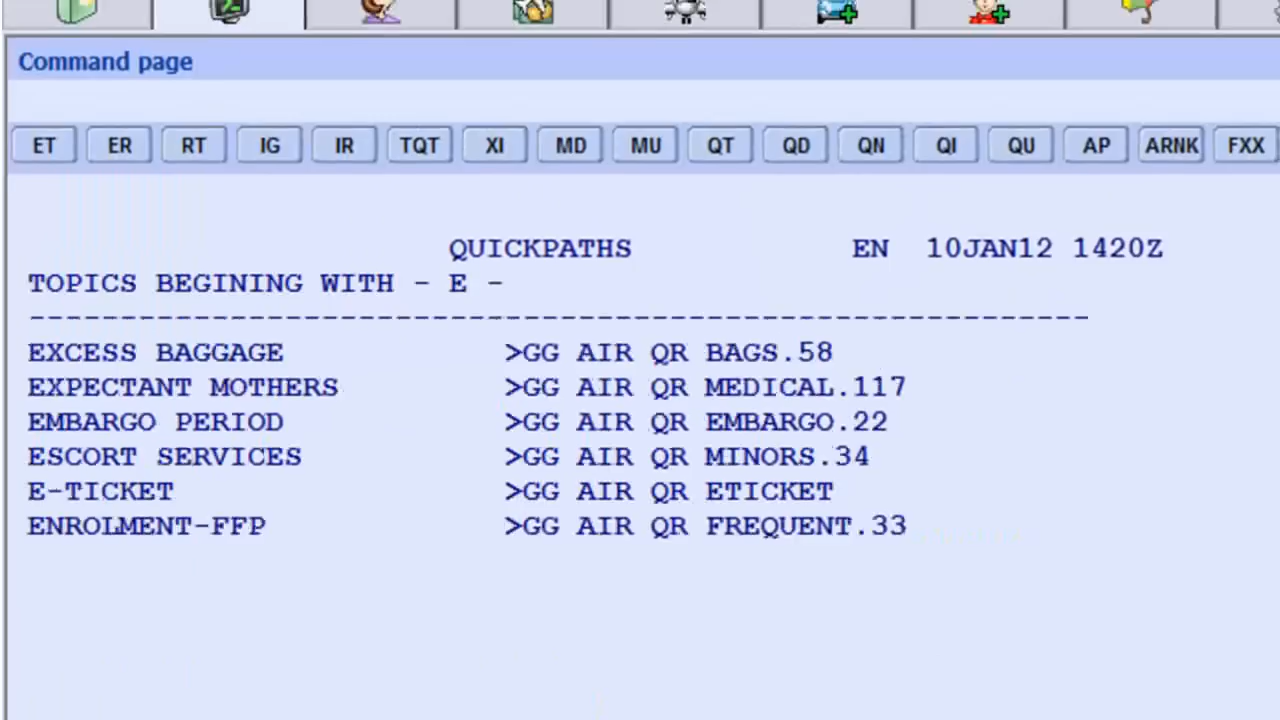 Command page
ET ER RT IG IR TQT XI MD MU QT QD QN QI QU AP ARNK FXX
QUICKPATHS EN 10JAN12 1420Z
TOPICS BEGINING WITH - E -
----------------------------------------------------------
EXCESS BAGGAGE >GG AIR QR BAGS.58
EXPECTANT MOTHERS >GG AIR QR MEDICAL.117
EMBARGO PERIOD >GG AIR QR EMBARGO.22
ESCORT SERVICES >GG AIR QR MINORS.34
E-TICKET >GG AIR QR ETICKET
ENROLMENT-FFP >GG AIR QR FREQUENT.33